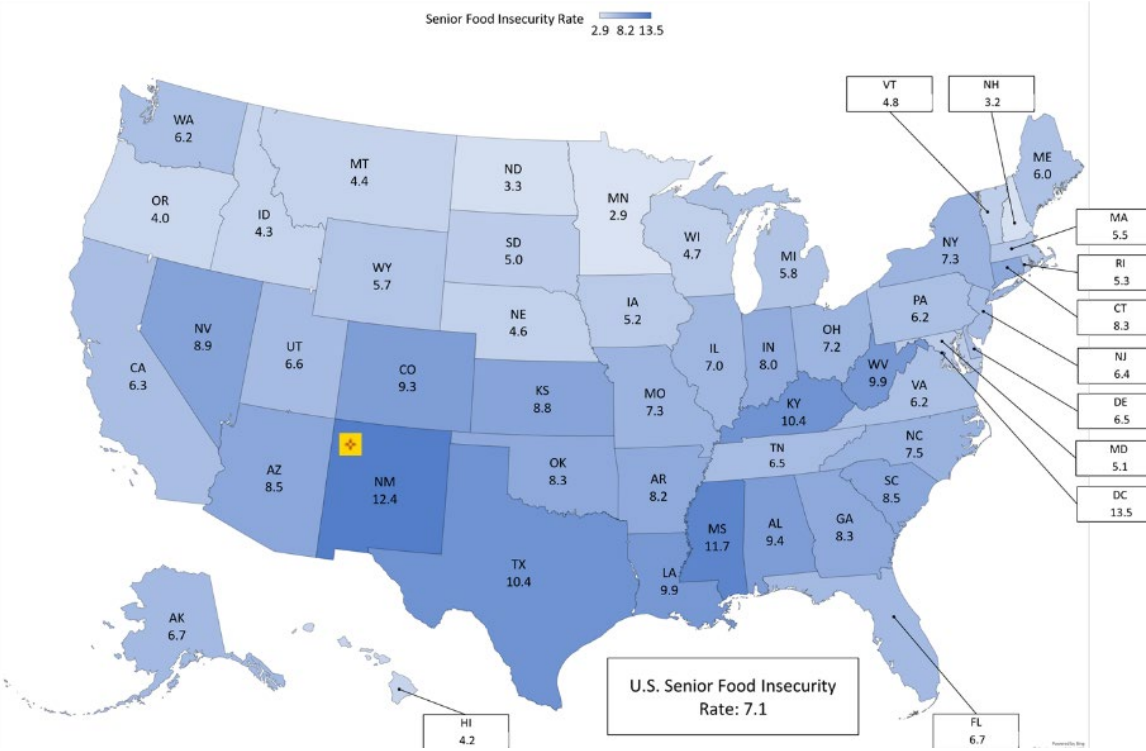 Senior Food Insecurity Rate
2.9 8.2 13.5
VT
4.8
NH
3.2
WA
6.2
MT
4.4
ND
3.3
MN
2.9
ME
6.0
OR
4.0
ID
4.3
WY
5.7
SD
5.0
WI
4.7
MI
5.8
NY
7.3
MA
5.5
RI
5.3
CT
8.3
NJ
6.4
DE
6.5
MD
5.1
DC
13.5
NE
4.6
IA
5.2
PA
6.2
NV
8.9
UT
6.6
CA
6.3
CO
9.3
KS
8.8
MO
7.3
IL
7.0
IN
8.0
OH
7.2
WV
9.9
VA
6.2
KY
10.4
AZ
8.5
NM
12.4
OK
8.3
AR
8.2
TN
6.5
NC
7.5
SC
8.5
MS
11.7
AL
9.4
GA
8.3
TX
10.4
LA
9.9
AK
6.7
HI
4.2
FL
6.7
U.S. Senior Food Insecurity
Rate: 7.1
Powered by Bing